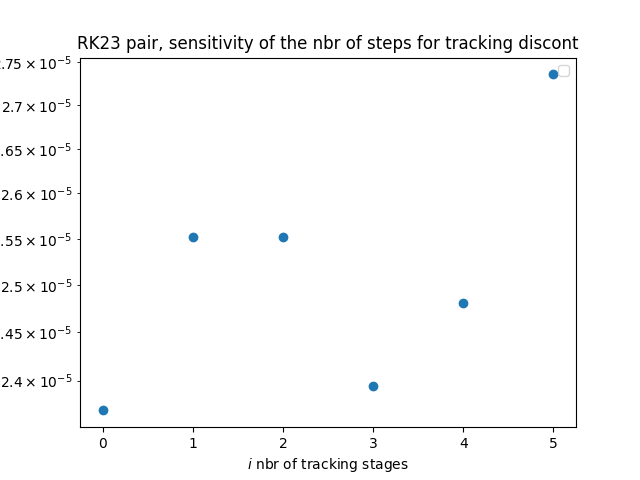 RK23 pair, sensitivity of the nbr of steps for tracking discont
.75 × 10⁻⁵
2.7 × 10⁻⁵
.65 × 10⁻⁵
2.6 × 10⁻⁵
.55 × 10⁻⁵
2.5 × 10⁻⁵
.45 × 10⁻⁵
2.4 × 10⁻⁵
0 1 2 3 4 5
i nbr of tracking stages